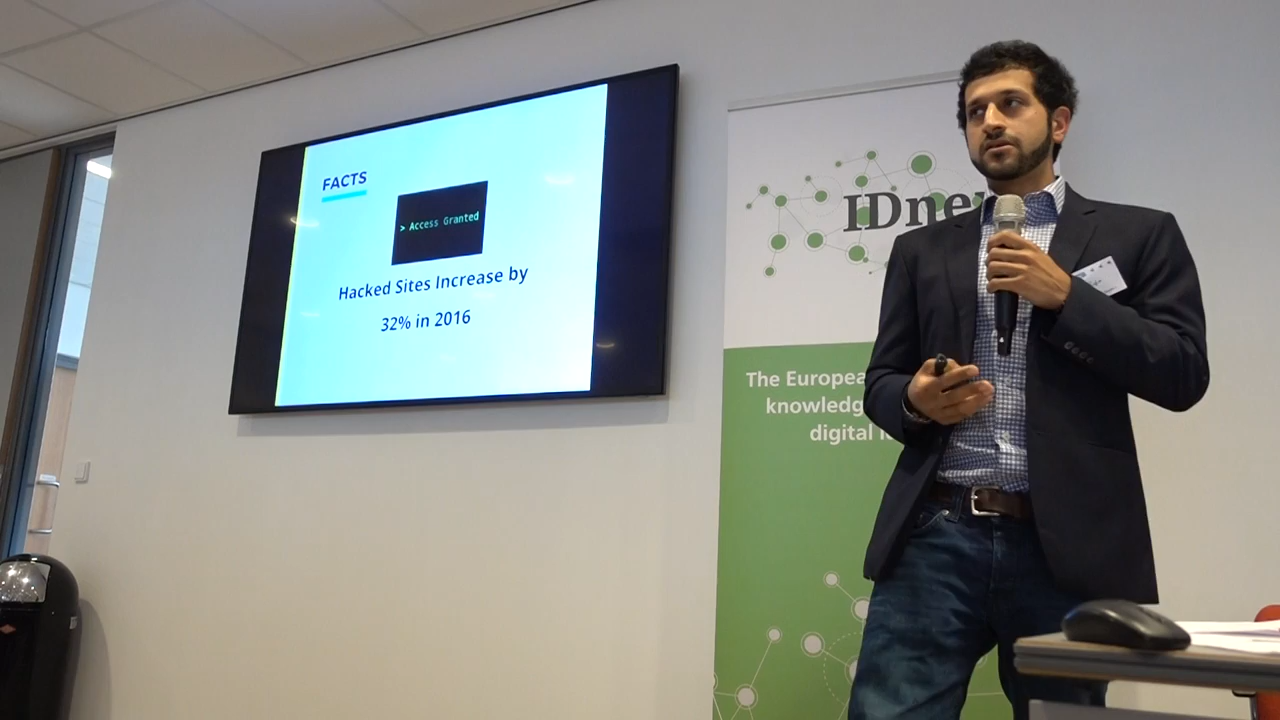 FACTS
> Access Granted
Hacked Sites Increase by
32% in 2016
IDne
The Europea
knowledg
digital